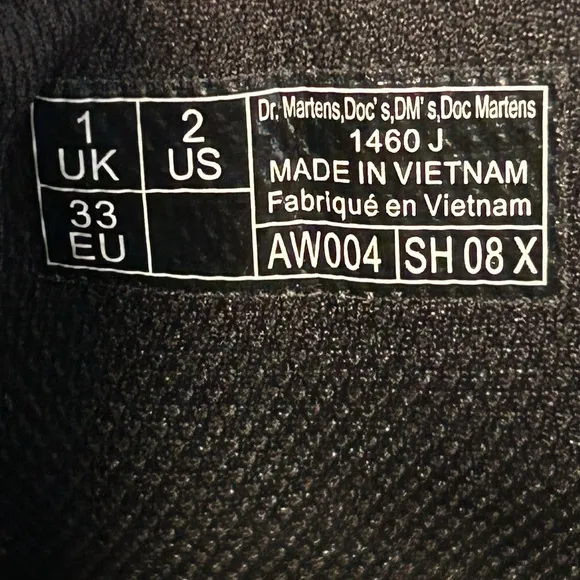 1
UK
2
US
33
EU
Dr. Martens,Doc's,DM's,Doc Martens
1460 J
MADE IN VIETNAM
Fabriqué en Vietnam
AW004
SH 08 X